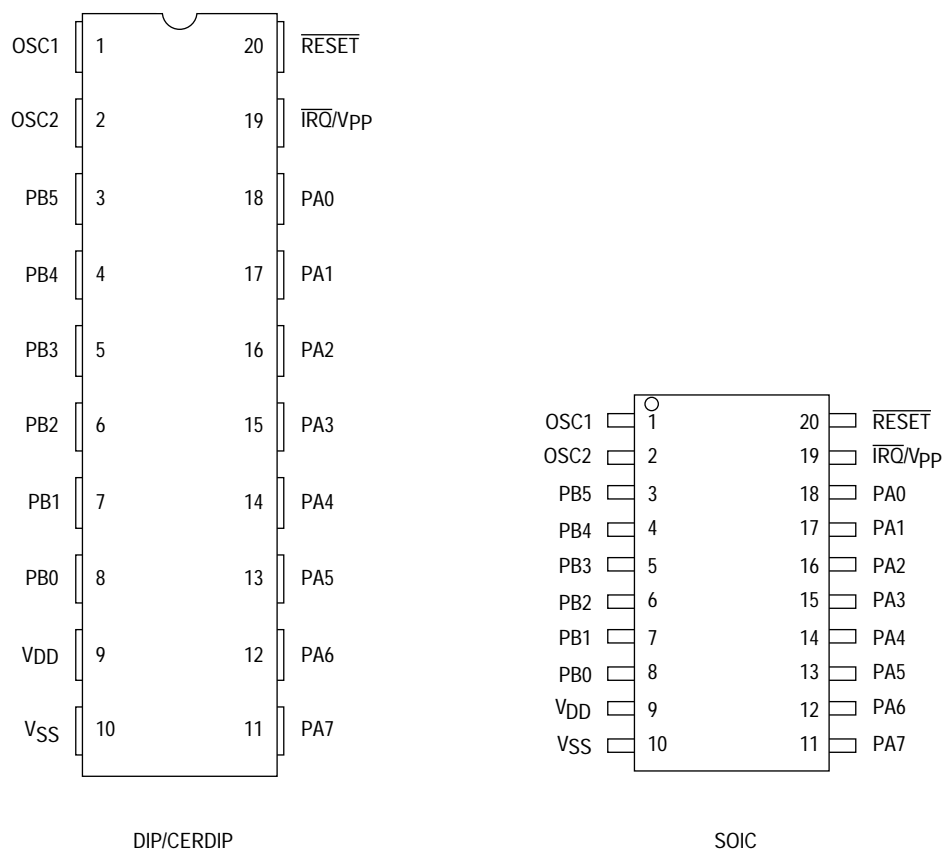 OSC1 1 20 RESET
OSC2 2 19 IRQ/VPP
PB5 3 18 PA0
PB4 4 17 PA1
PB3 5 16 PA2
PB2 6 15 PA3
PB1 7 14 PA4
PB0 8 13 PA5
VDD 9 12 PA6
VSS 10 11 PA7
DIP/CERDIP
OSC1 1 20 RESET
OSC2 2 19 IRQ/VPP
PB5 3 18 PA0
PB4 4 17 PA1
PB3 5 16 PA2
PB2 6 15 PA3
PB1 7 14 PA4
PB0 8 13 PA5
VDD 9 12 PA6
VSS 10 11 PA7
SOIC